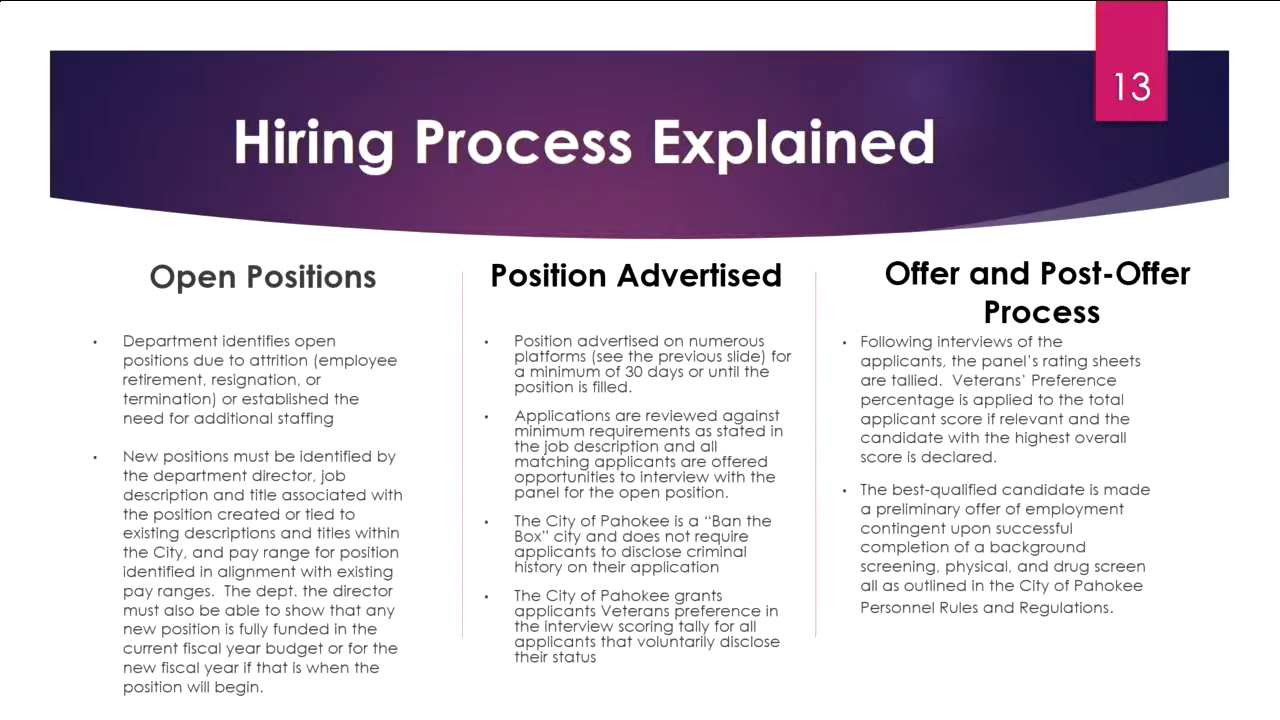 13
Hiring Process Explained
Open Positions
• Department identifies open
positions due to attrition (employee
retirement, resignation, or
termination) or established the
need for additional staffing
• New positions must be identified by
the department director, job
description and title associated with
the position created or tied to
existing descriptions and titles within
the City, and pay range for position
identified in alignment with existing
pay ranges.  The dept. the director
must also be able to show that any
new position is fully funded in the
current fiscal year budget or for the
new fiscal year if that is when the
position will begin.
Position Advertised
• Position advertised on numerous
platforms (see the previous slide) for
a minimum of 30 days or until the
position is filled.
• Applications are reviewed against
minimum requirements as stated in
the job description and all
matching applicants are offered
opportunities to interview with the
panel for the open position.
• The City of Pahokee is a “Ban the
Box” city and does not require
applicants to disclose criminal
history on their application
• The City of Pahokee grants
applicants Veterans preference in
the interview scoring tally for all
applicants that voluntarily disclose
their status
Offer and Post-Offer
Process
• Following interviews of the
applicants, the panel’s rating sheets
are tallied.  Veterans’ Preference
percentage is applied to the total
applicant score if relevant and the
candidate with the highest overall
score is declared.
• The best-qualified candidate is made
a preliminary offer of employment
contingent upon successful
completion of a background
screening, physical, and drug screen
all as outlined in the City of Pahokee
Personnel Rules and Regulations.